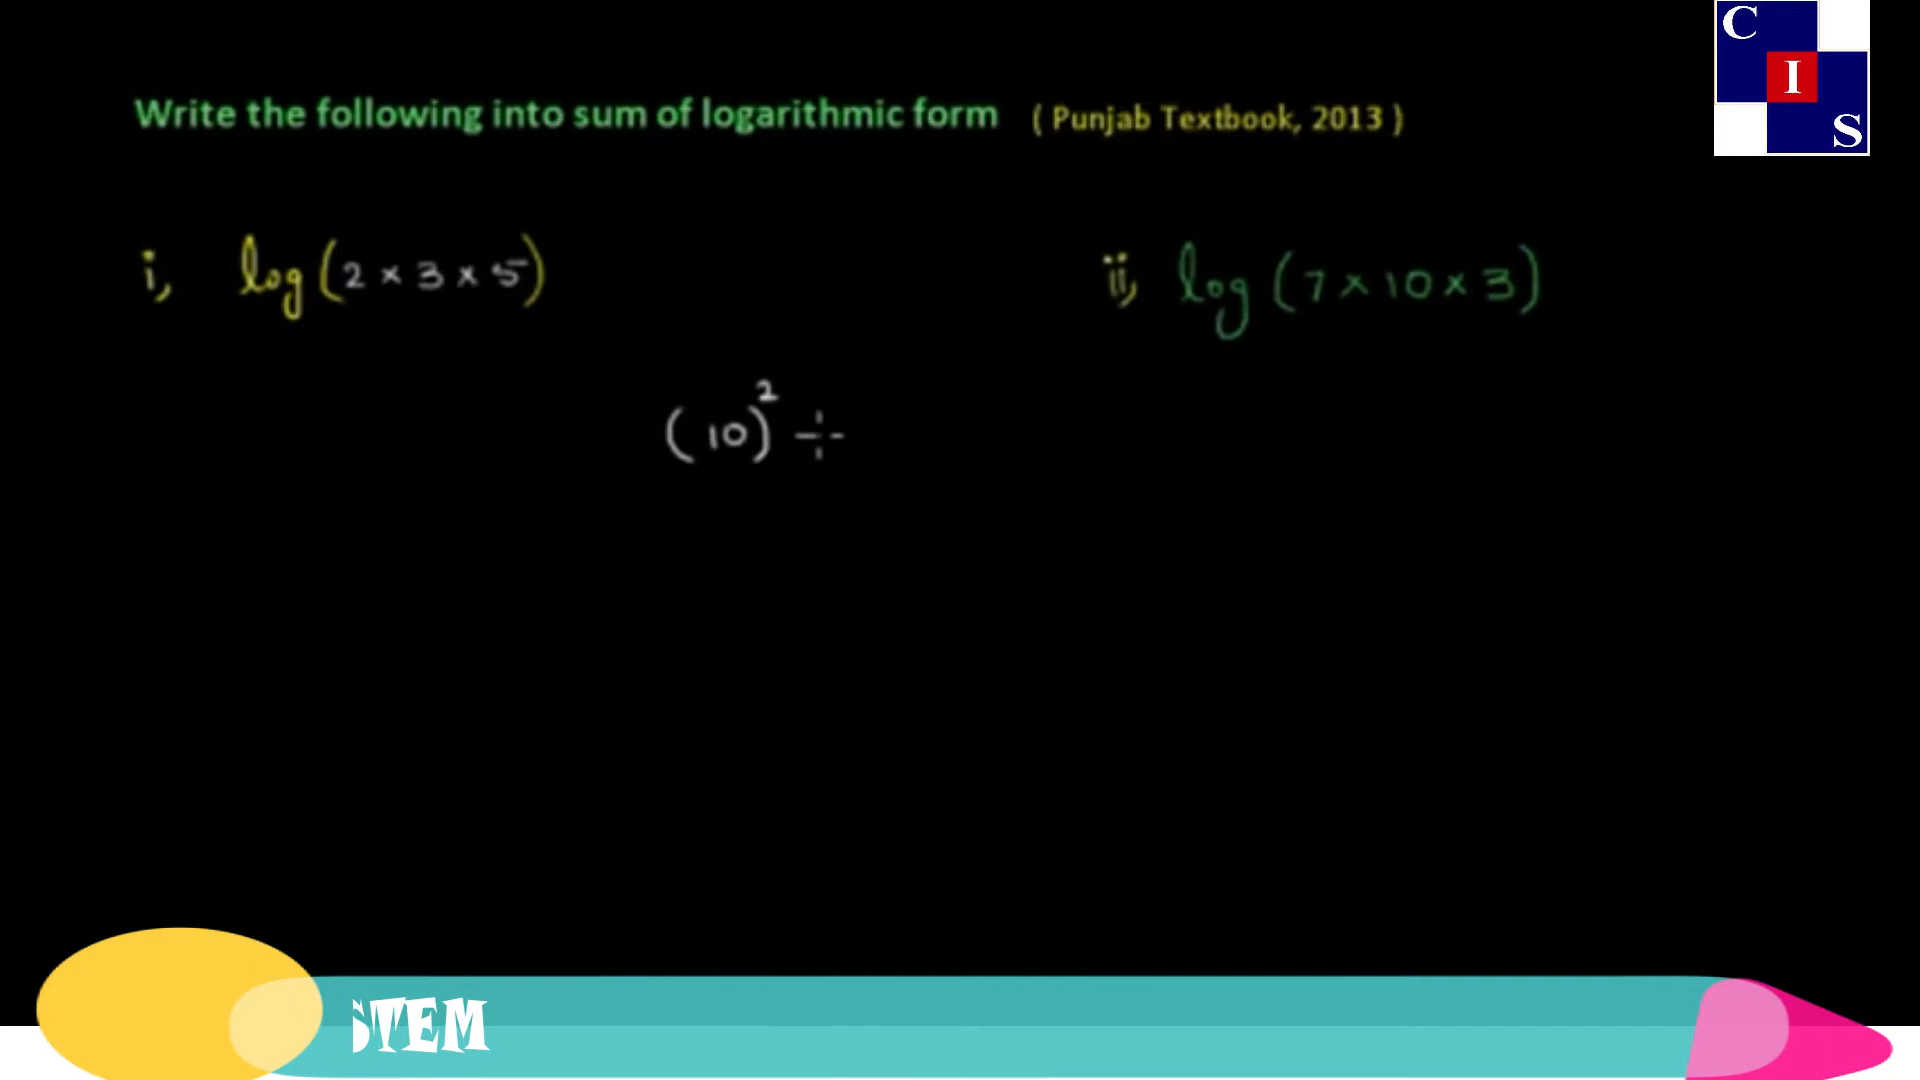 C
I
S
Write the following into sum of logarithmic form ( Punjab Textbook, 2013 )
i, log (2 × 3 × 5)
ii, log (7 × 10 × 3)
(10)² ÷
STEM